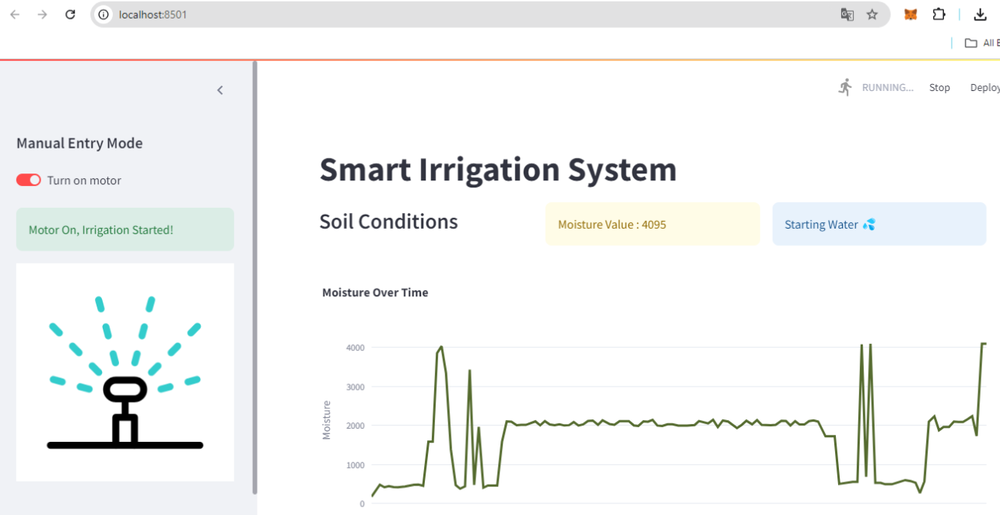 localhost:8501
All B
RUNNING...
Stop
Deploy
Manual Entry Mode
Turn on motor
Motor On, Irrigation Started!
Smart Irrigation System
Soil Conditions
Moisture Value : 4095
Starting Water 💦
Moisture Over Time
Moisture
4000
3000
2000
1000
0